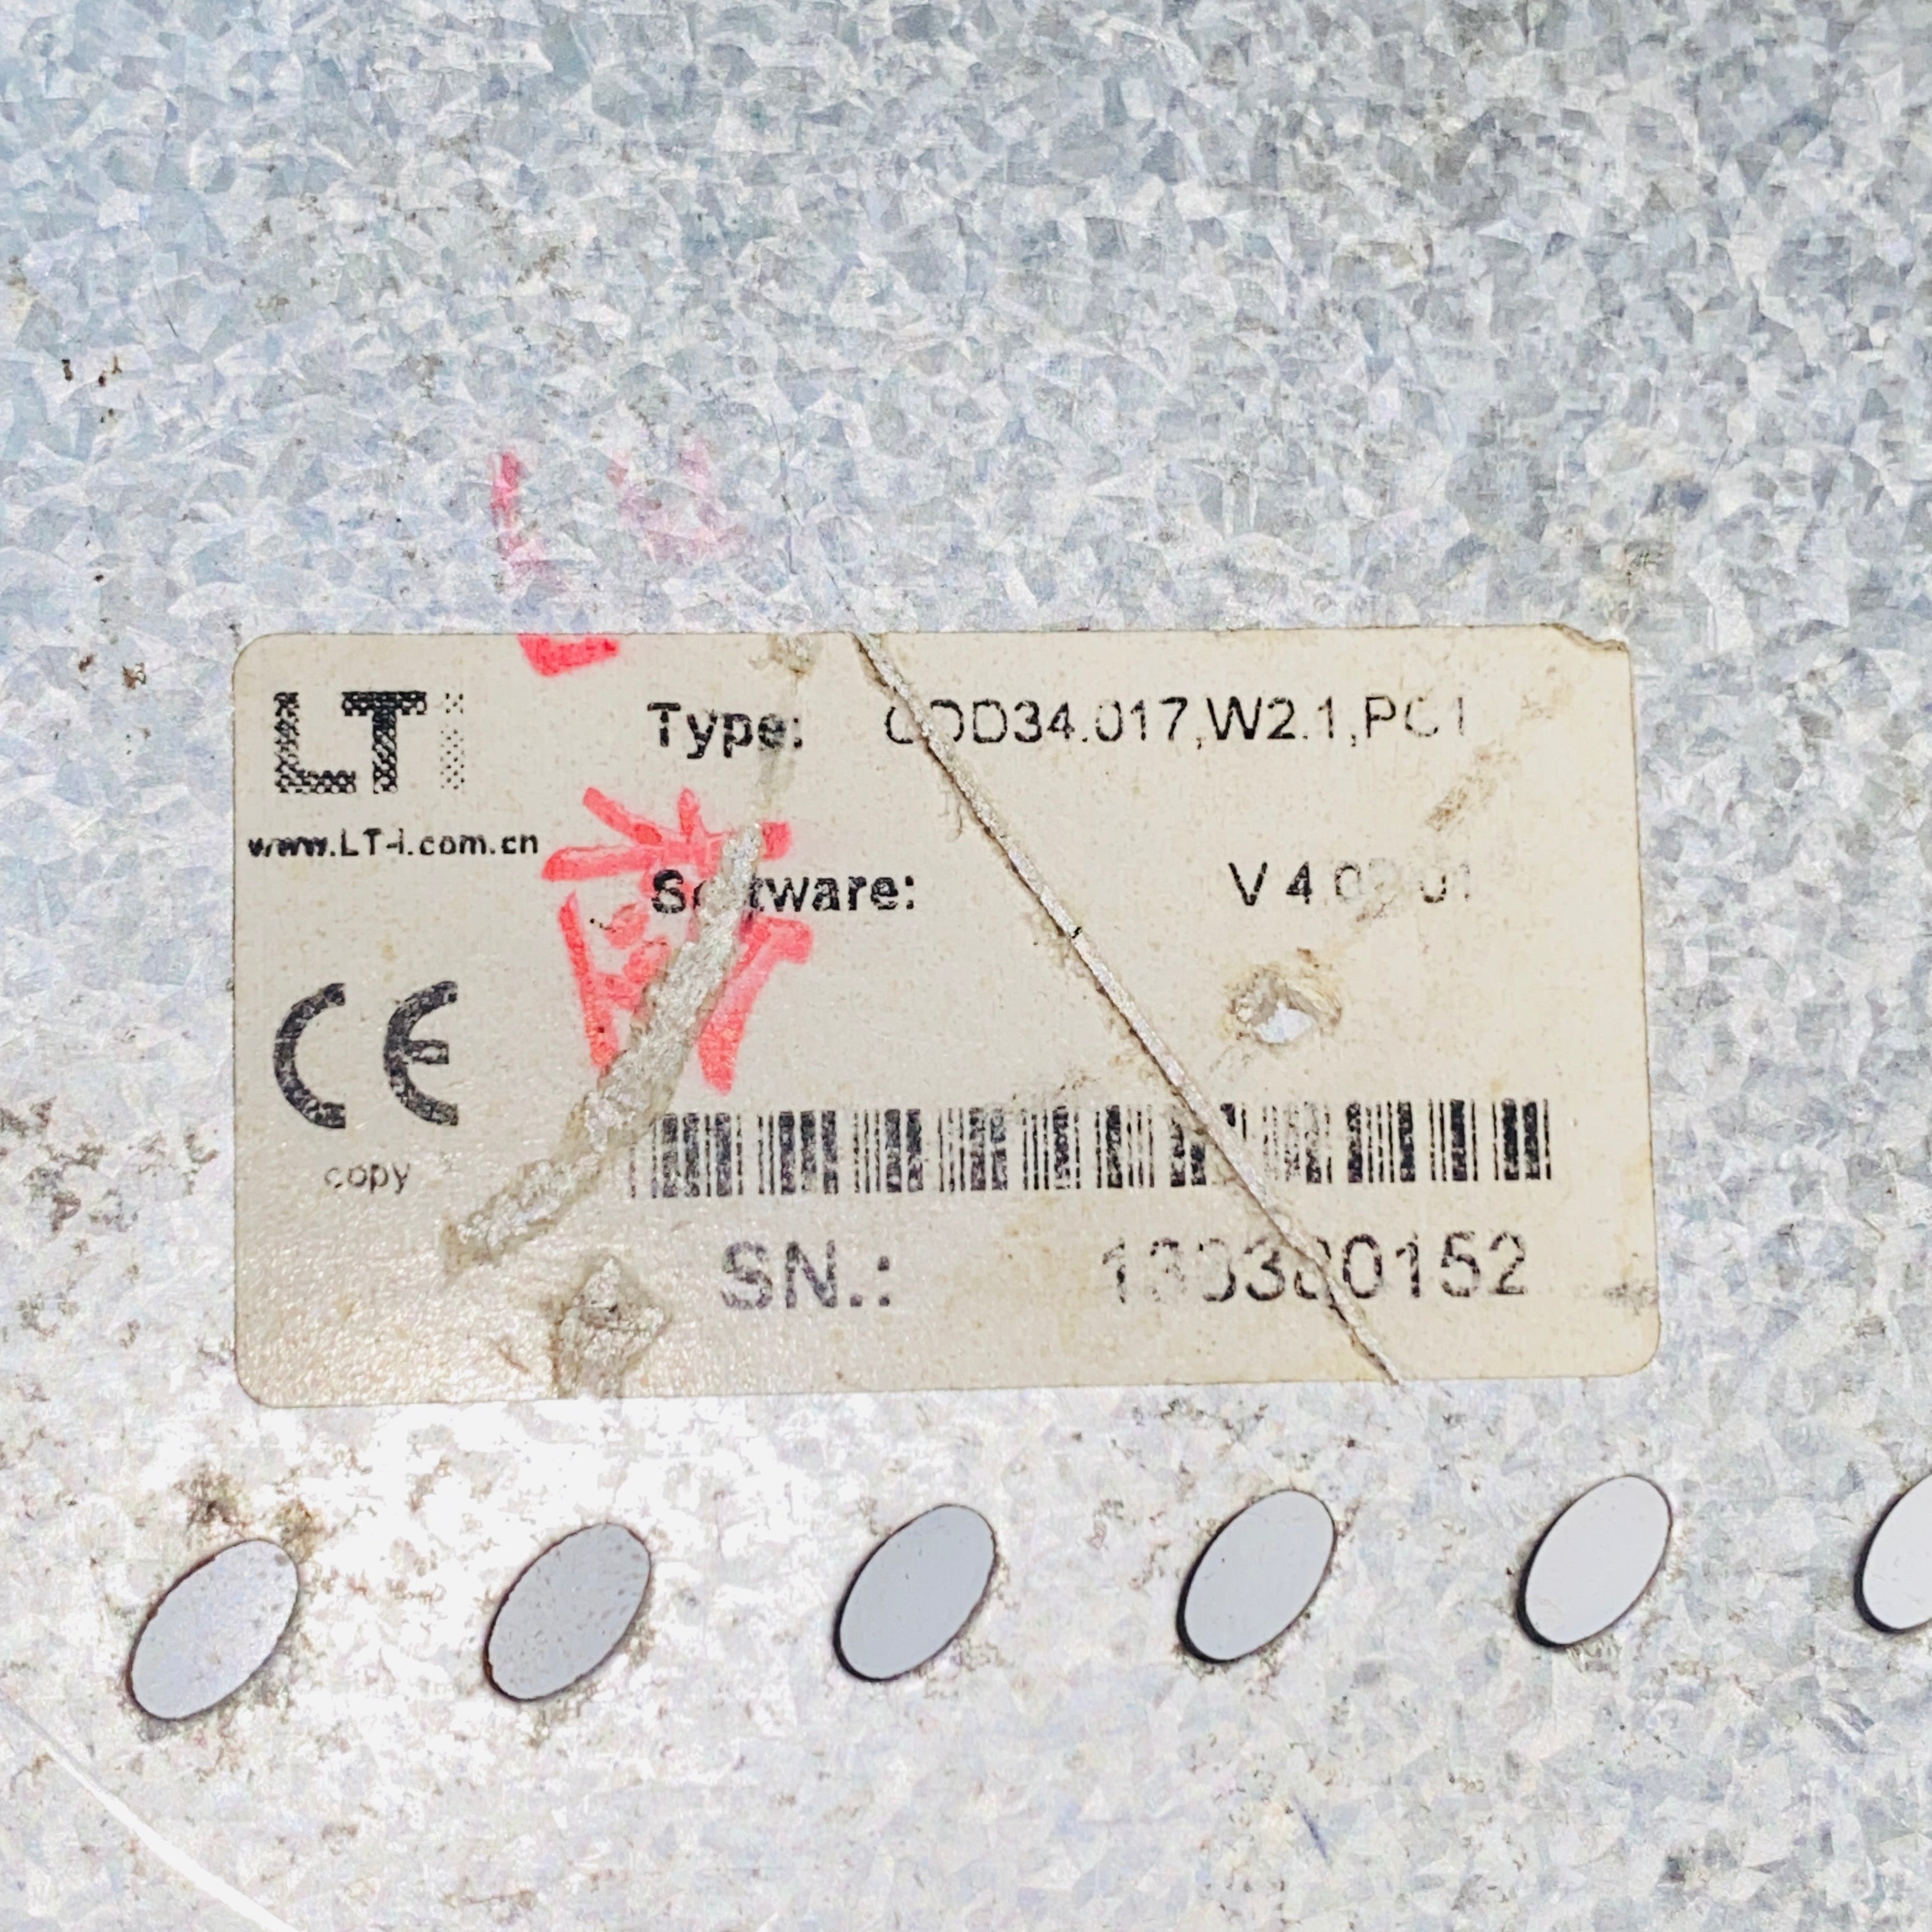 LTi
Type: CDD34.017,W2.1,PC1
www.LT-i.com.cn
Software: V
CE
copy
SN.: